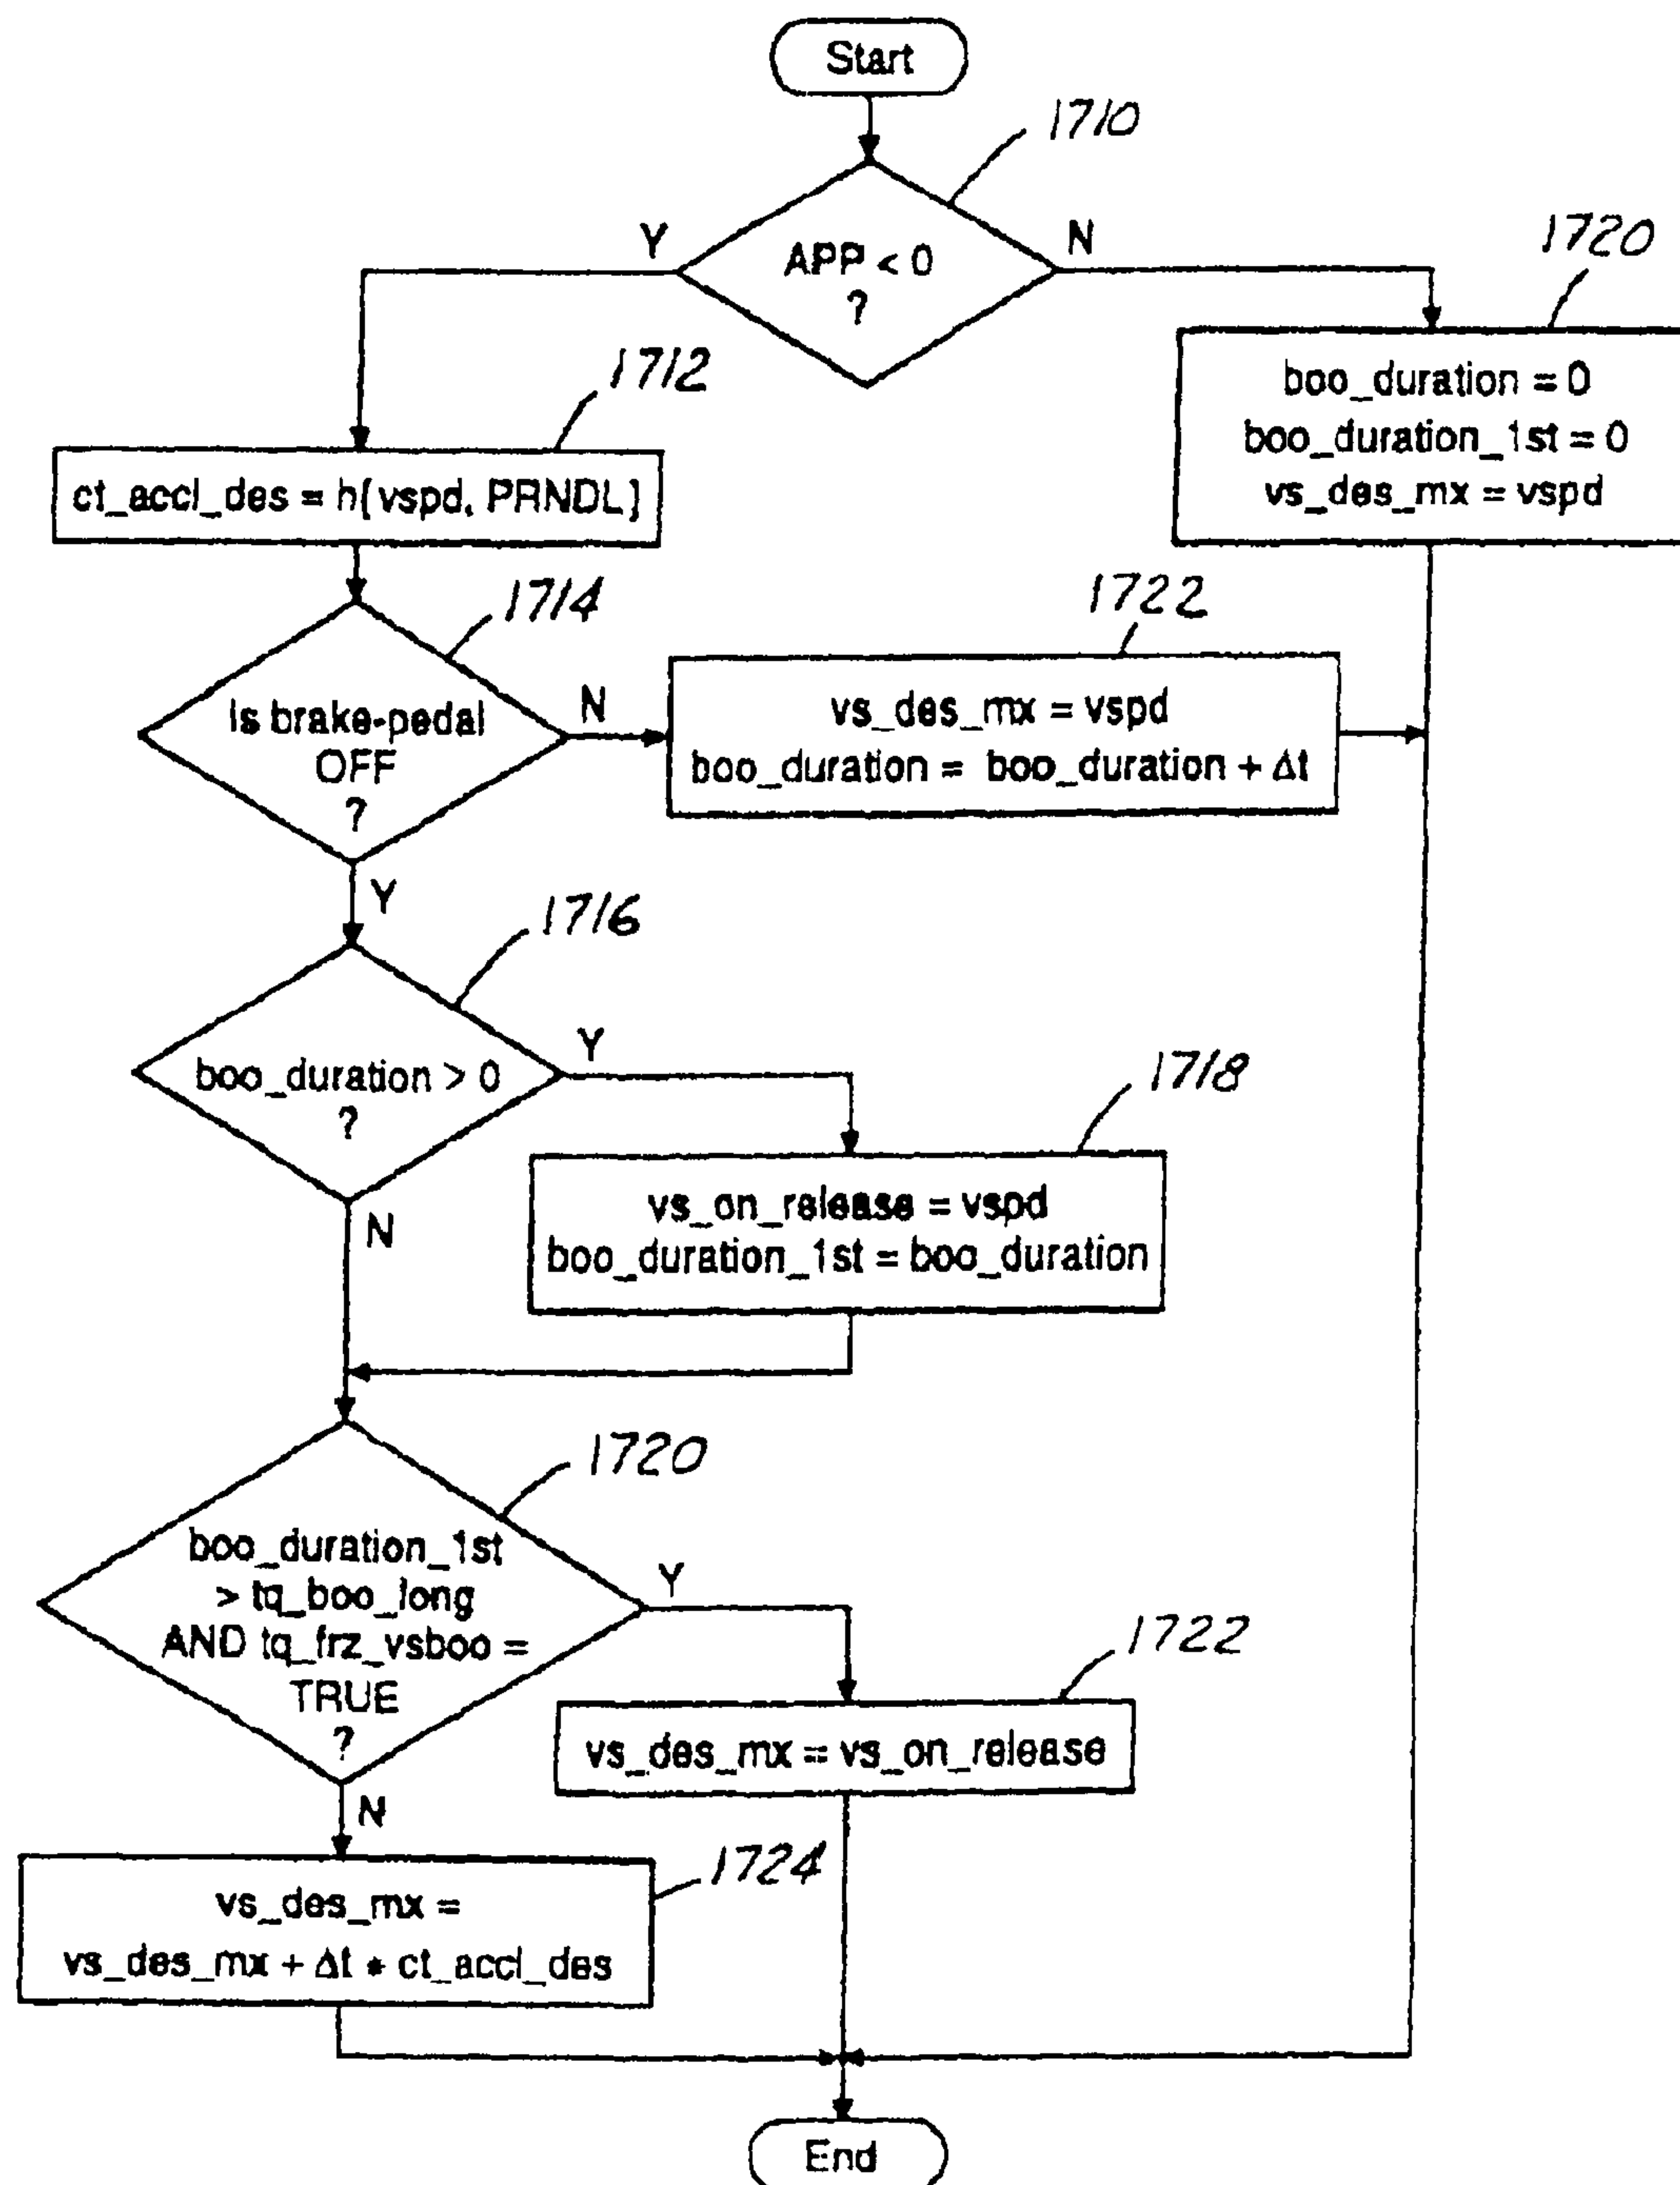 Start
1710
APP < 0
?
Y
N
1720
boo_duration = 0
boo_duration_1st = 0
vs_des_mx = vspd
1712
ct_accl_des = h[vspd, PRNDL]
1714
Is brake-pedal
OFF
?
N
Y
1722
vs_des_mx = vspd
boo_duration = boo_duration + Δt
1716
boo_duration > 0
?
Y
N
1718
vs_on_release = vspd
boo_duration_1st = boo_duration
1720
boo_duration_1st
> tq_boo_long
AND tq_frz_vsboo =
TRUE
?
Y
N
1722
vs_des_mx = vs_on_release
1724
vs_des_mx =
vs_des_mx + Δt * ct_accl_des
End